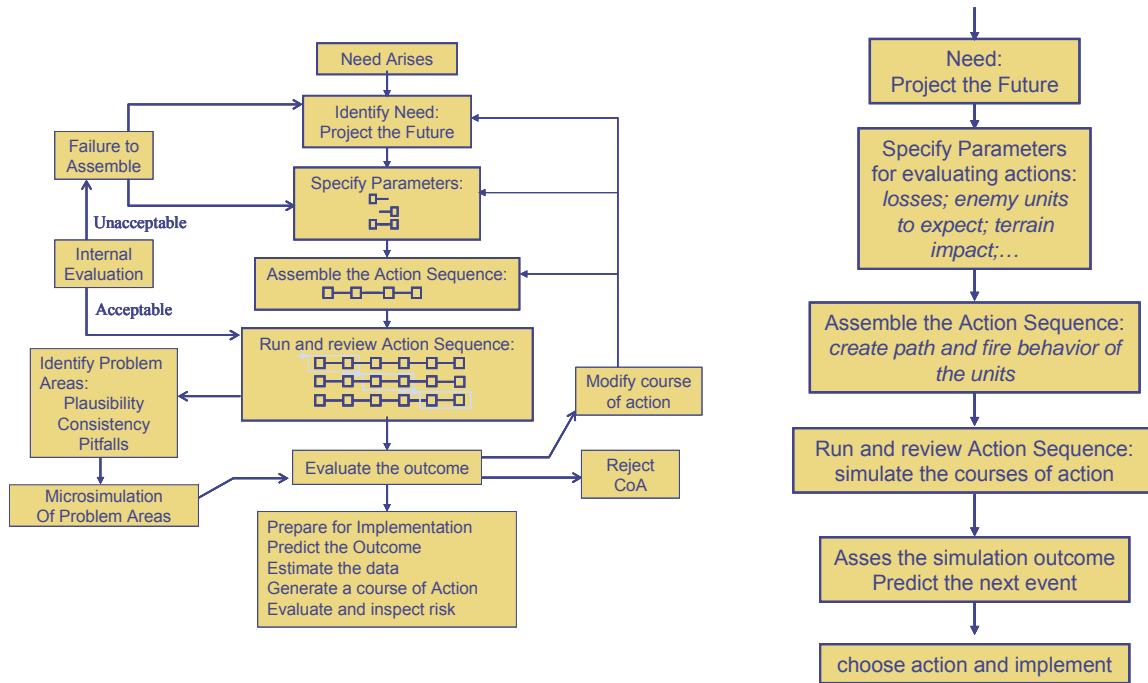 Need Arises
Identify Need:
Project the Future
Failure to
Assemble
Specify Parameters:
Unacceptable
Internal
Evaluation
Assemble the Action Sequence:
Acceptable
Run and review Action Sequence:
Identify Problem
Areas:
Plausibility
Consistency
Pitfalls
Modify course
of action
Evaluate the outcome
Reject
CoA
Microsimulation
Of Problem Areas
Prepare for Implementation
Predict the Outcome
Estimate the data
Generate a course of Action
Evaluate and inspect risk
Need:
Project the Future
Specify Parameters
for evaluating actions:
losses; enemy units
to expect; terrain
impact;...
Assemble the Action Sequence:
create path and fire behavior of
the units
Run and review Action Sequence:
simulate the courses of action
Asses the simulation outcome
Predict the next event
choose action and implement